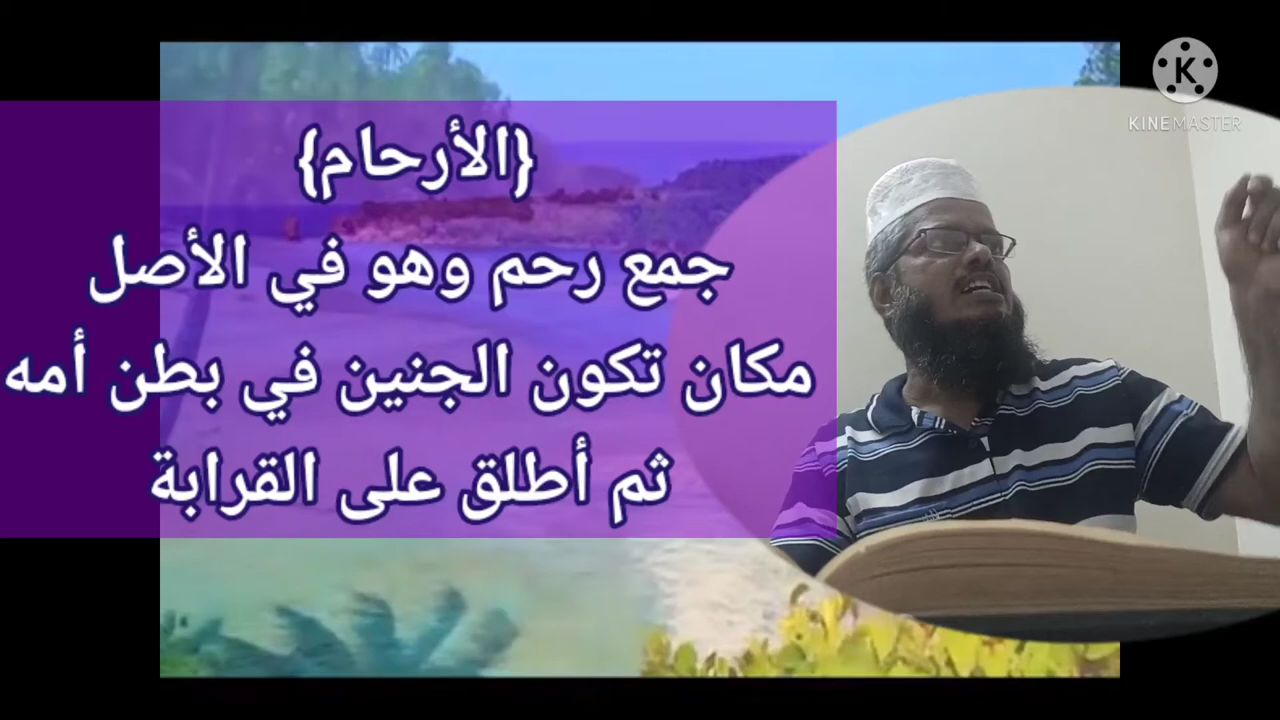 {الأرحام}
جمع رحم وهو في الأصل
مكان تكون الجنين في بطن أمه
ثم أطلق على القرابة
K
KINEMASTER